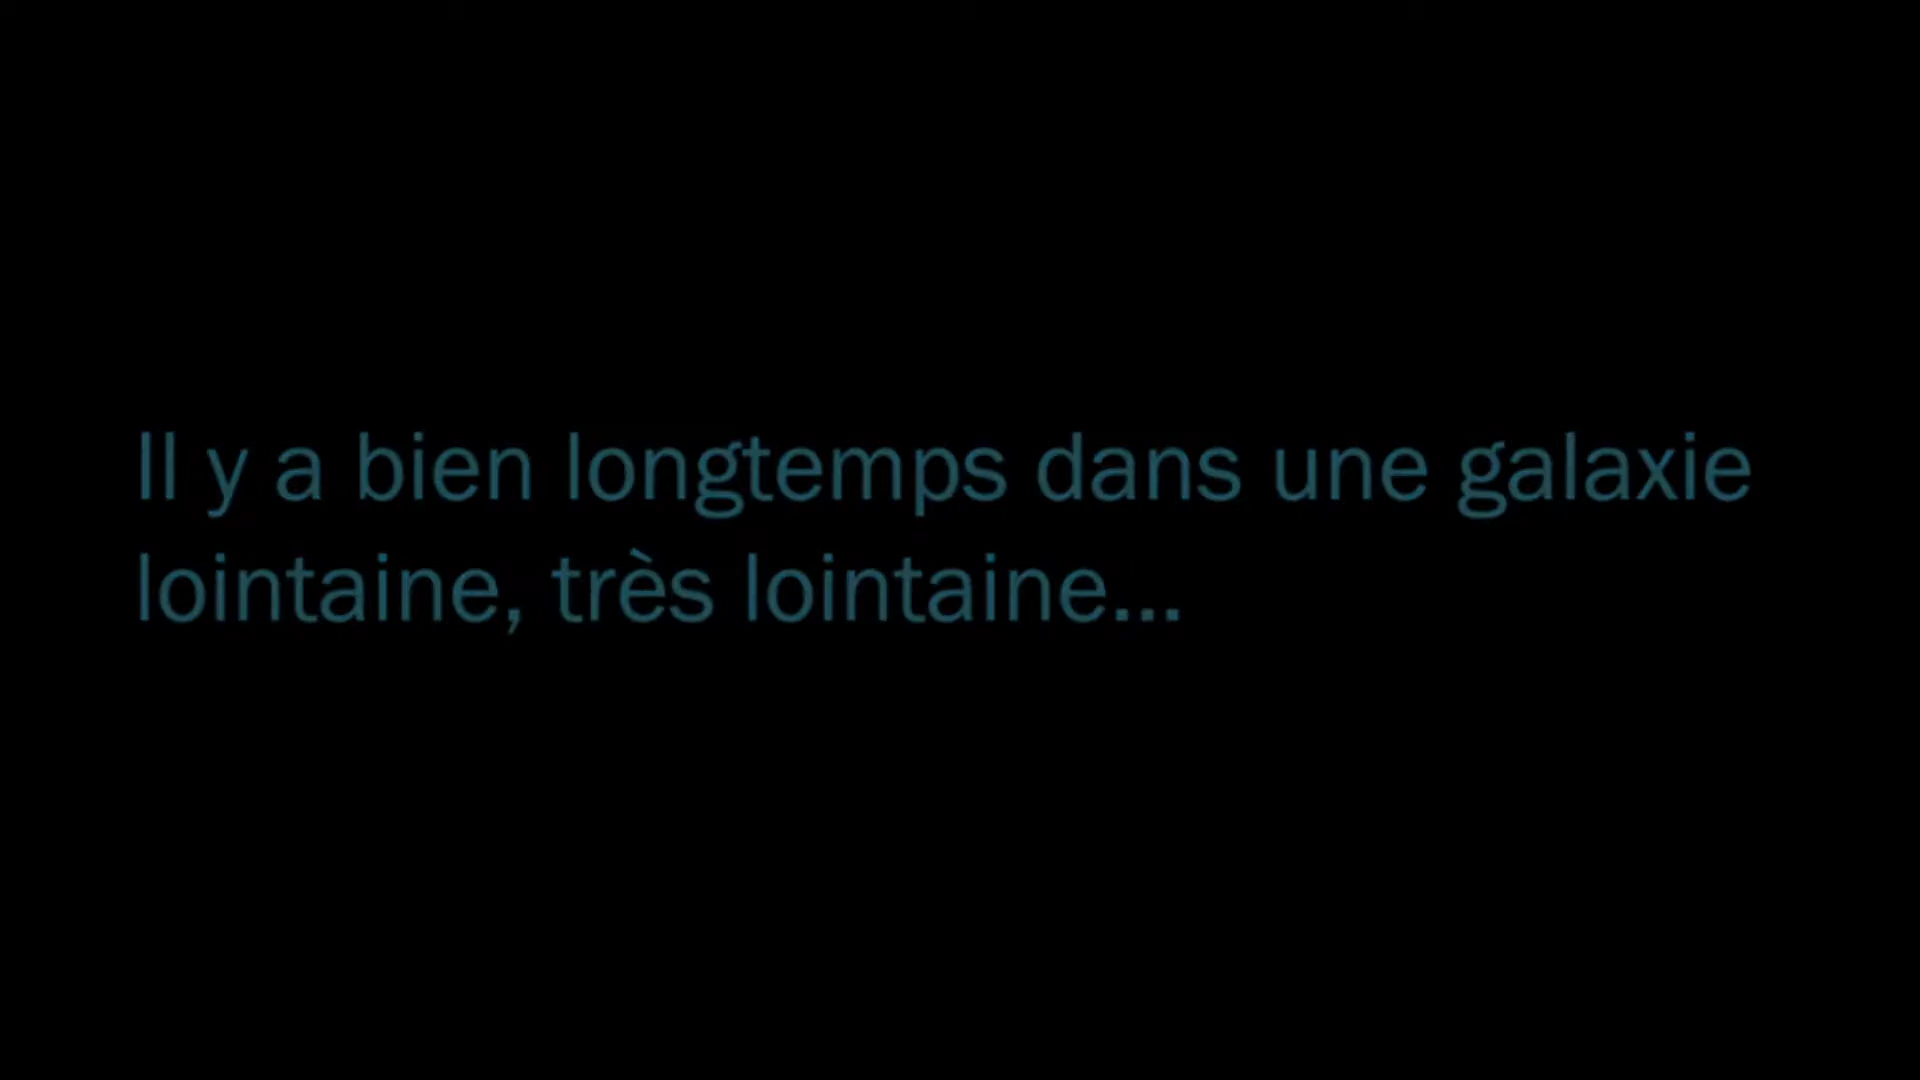 Il y a bien longtemps dans une galaxie
lointaine, très lointaine...